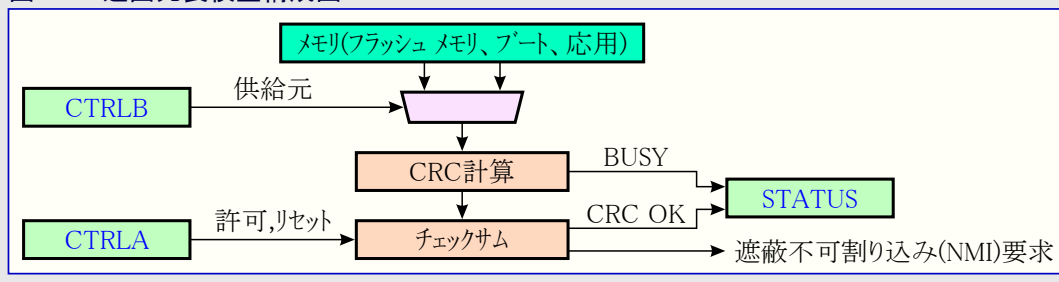 メモリ(フラッシュ メモリ、ブート、応用)
CTRLB
供給元
CRC計算
BUSY
STATUS
CRC OK
CTRLA
許可,リセット
チェックサム
遮蔽不可割り込み(NMI)要求